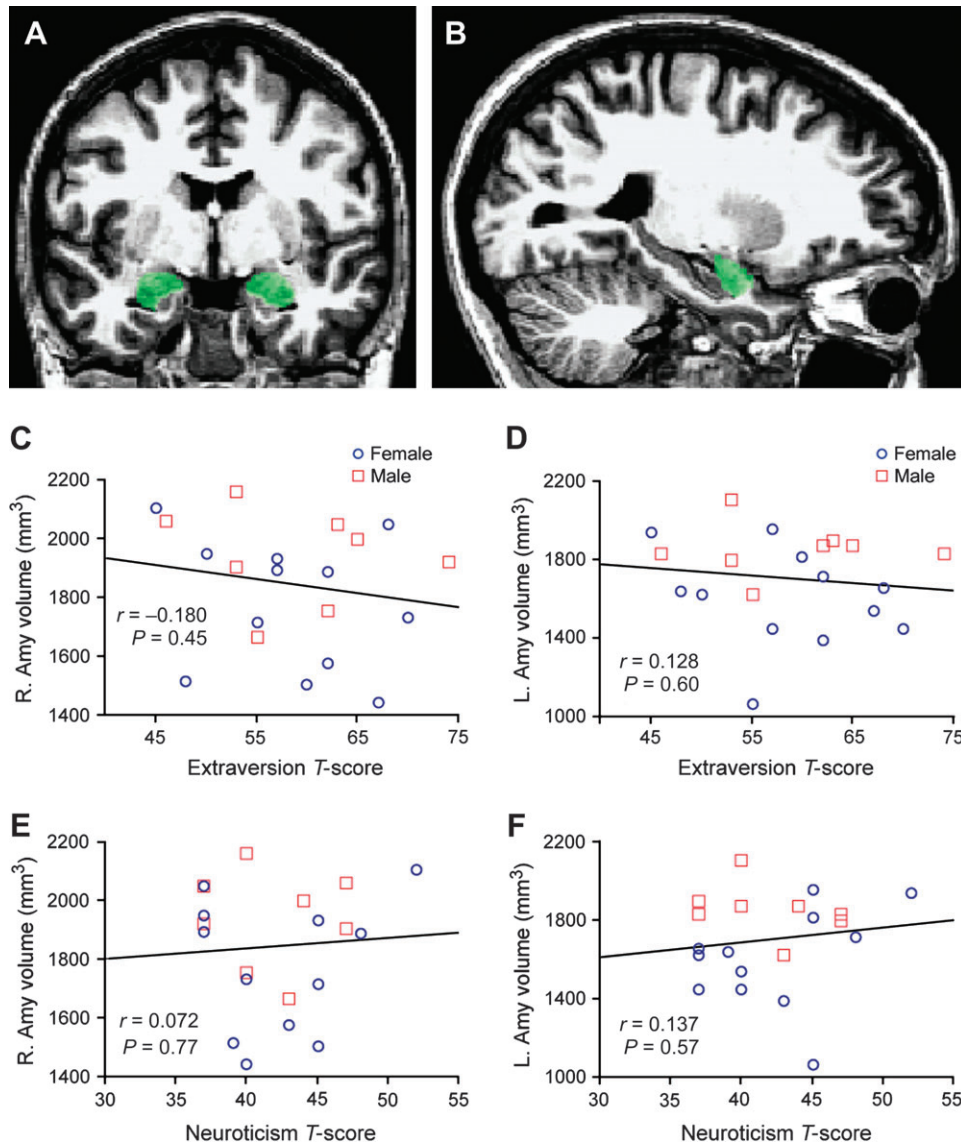 A
B
C
Female
Male
R. Amy volume (mm³)
2200
2000
1800
1600
1400
r = –0.180
P = 0.45
45
55
65
75
Extraversion T-score
D
Female
Male
L. Amy volume (mm³)
2200
1800
1400
1000
r = 0.128
P = 0.60
45
55
65
75
Extraversion T-score
E
R. Amy volume (mm³)
2200
2000
1800
1600
1400
r = 0.072
P = 0.77
30
35
40
45
50
55
Neuroticism T-score
F
L. Amy volume (mm³)
2200
1800
1400
1000
r = 0.137
P = 0.57
30
35
40
45
50
55
Neuroticism T-score